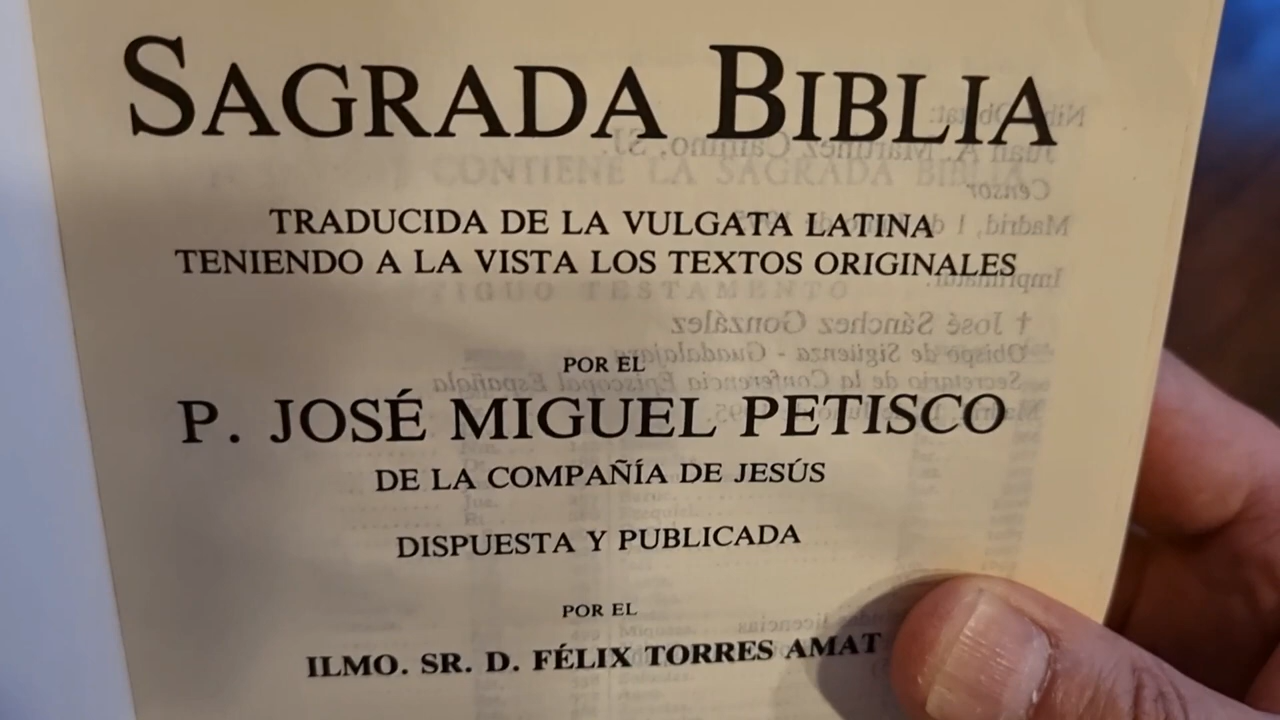 SAGRADA BIBLIA
TRADUCIDA DE LA VULGATA LATINA
TENIENDO A LA VISTA LOS TEXTOS ORIGINALES
POR EL
P. JOSÉ MIGUEL PETISCO
DE LA COMPAÑÍA DE JESÚS
DISPUESTA Y PUBLICADA
POR EL
ILMO. SR. D. FÉLIX TORRES AMAT